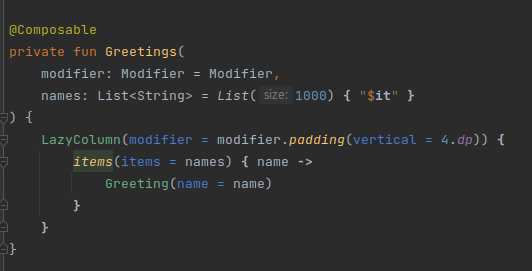 @Composable
private fun Greetings(
    modifier: Modifier = Modifier,
    names: List<String> = List( size: 1000) { "$it" }
) {
    LazyColumn(modifier = modifier.padding(vertical = 4.dp)) {
        items(items = names) { name ->
            Greeting(name = name)
        }
    }
}